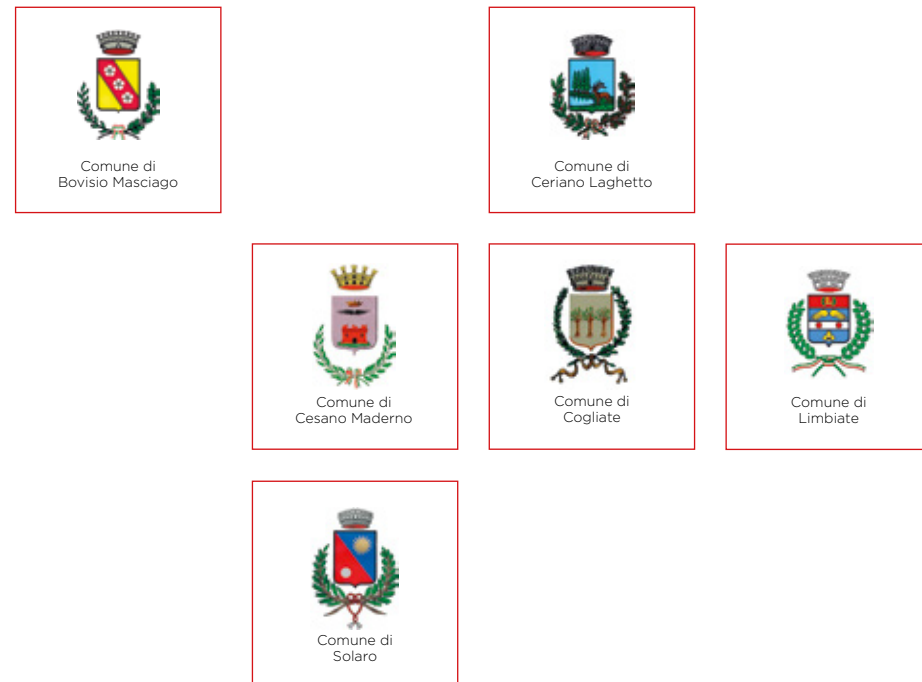 Comune di
Bovisio Masciago
Comune di
Ceriano Laghetto
Comune di
Cesano Maderno
Comune di
Cogliate
Comune di
Limbiate
Comune di
Solaro